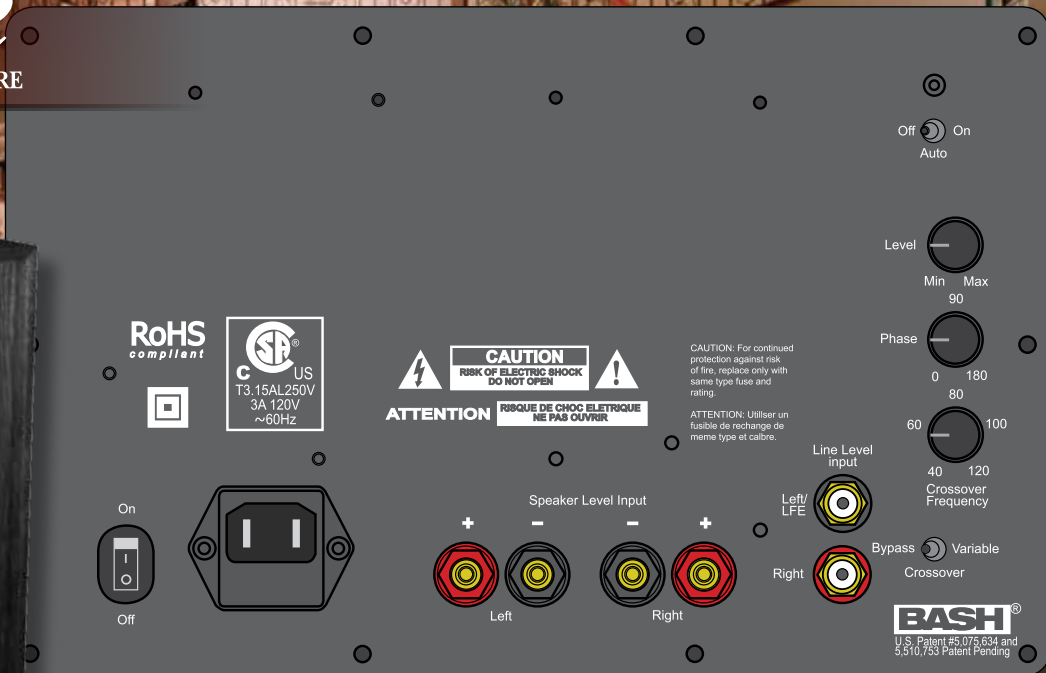 RE
Off On
Auto
Level
Min Max
90
Phase
0 180
80
60 100
40 120
Crossover
Frequency
RoHS
compliant
CSA®
C US
T3.15AL250V
3A 120V
~60Hz
CAUTION
RISK OF ELECTRIC SHOCK
DO NOT OPEN
ATTENTION
RISQUE DE CHOC ELETRIQUE
NE PAS OUVRIR
CAUTION: For continued
protection against risk
of fire, replace only with
same type fuse and
rating.
ATTENTION: Utiliser un
fusible de rechange de
meme type et calbre.
Line Level
input
Left/
LFE
Right
Bypass Variable
Crossover
On
Off
Speaker Level Input
+ − − +
Left Right
BASH®
U.S. Patent #5,075,634 and
5,510,753 Patent Pending